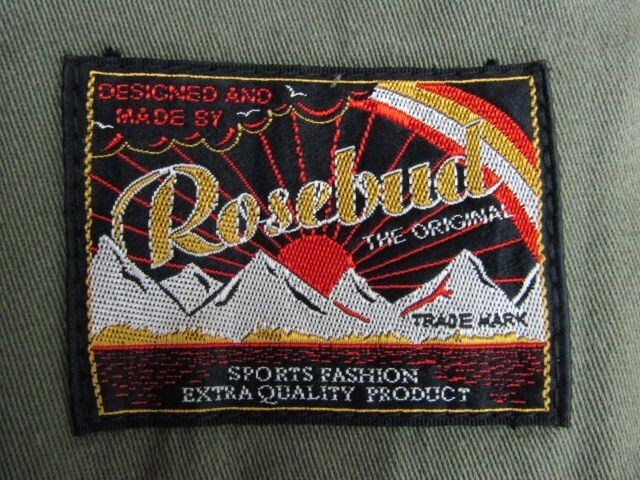 DESIGNED AND
MADE BY
Rosebud
THE ORIGINAL
TRADE MARK
SPORTS FASHION
EXTRA QUALITY PRODUCT